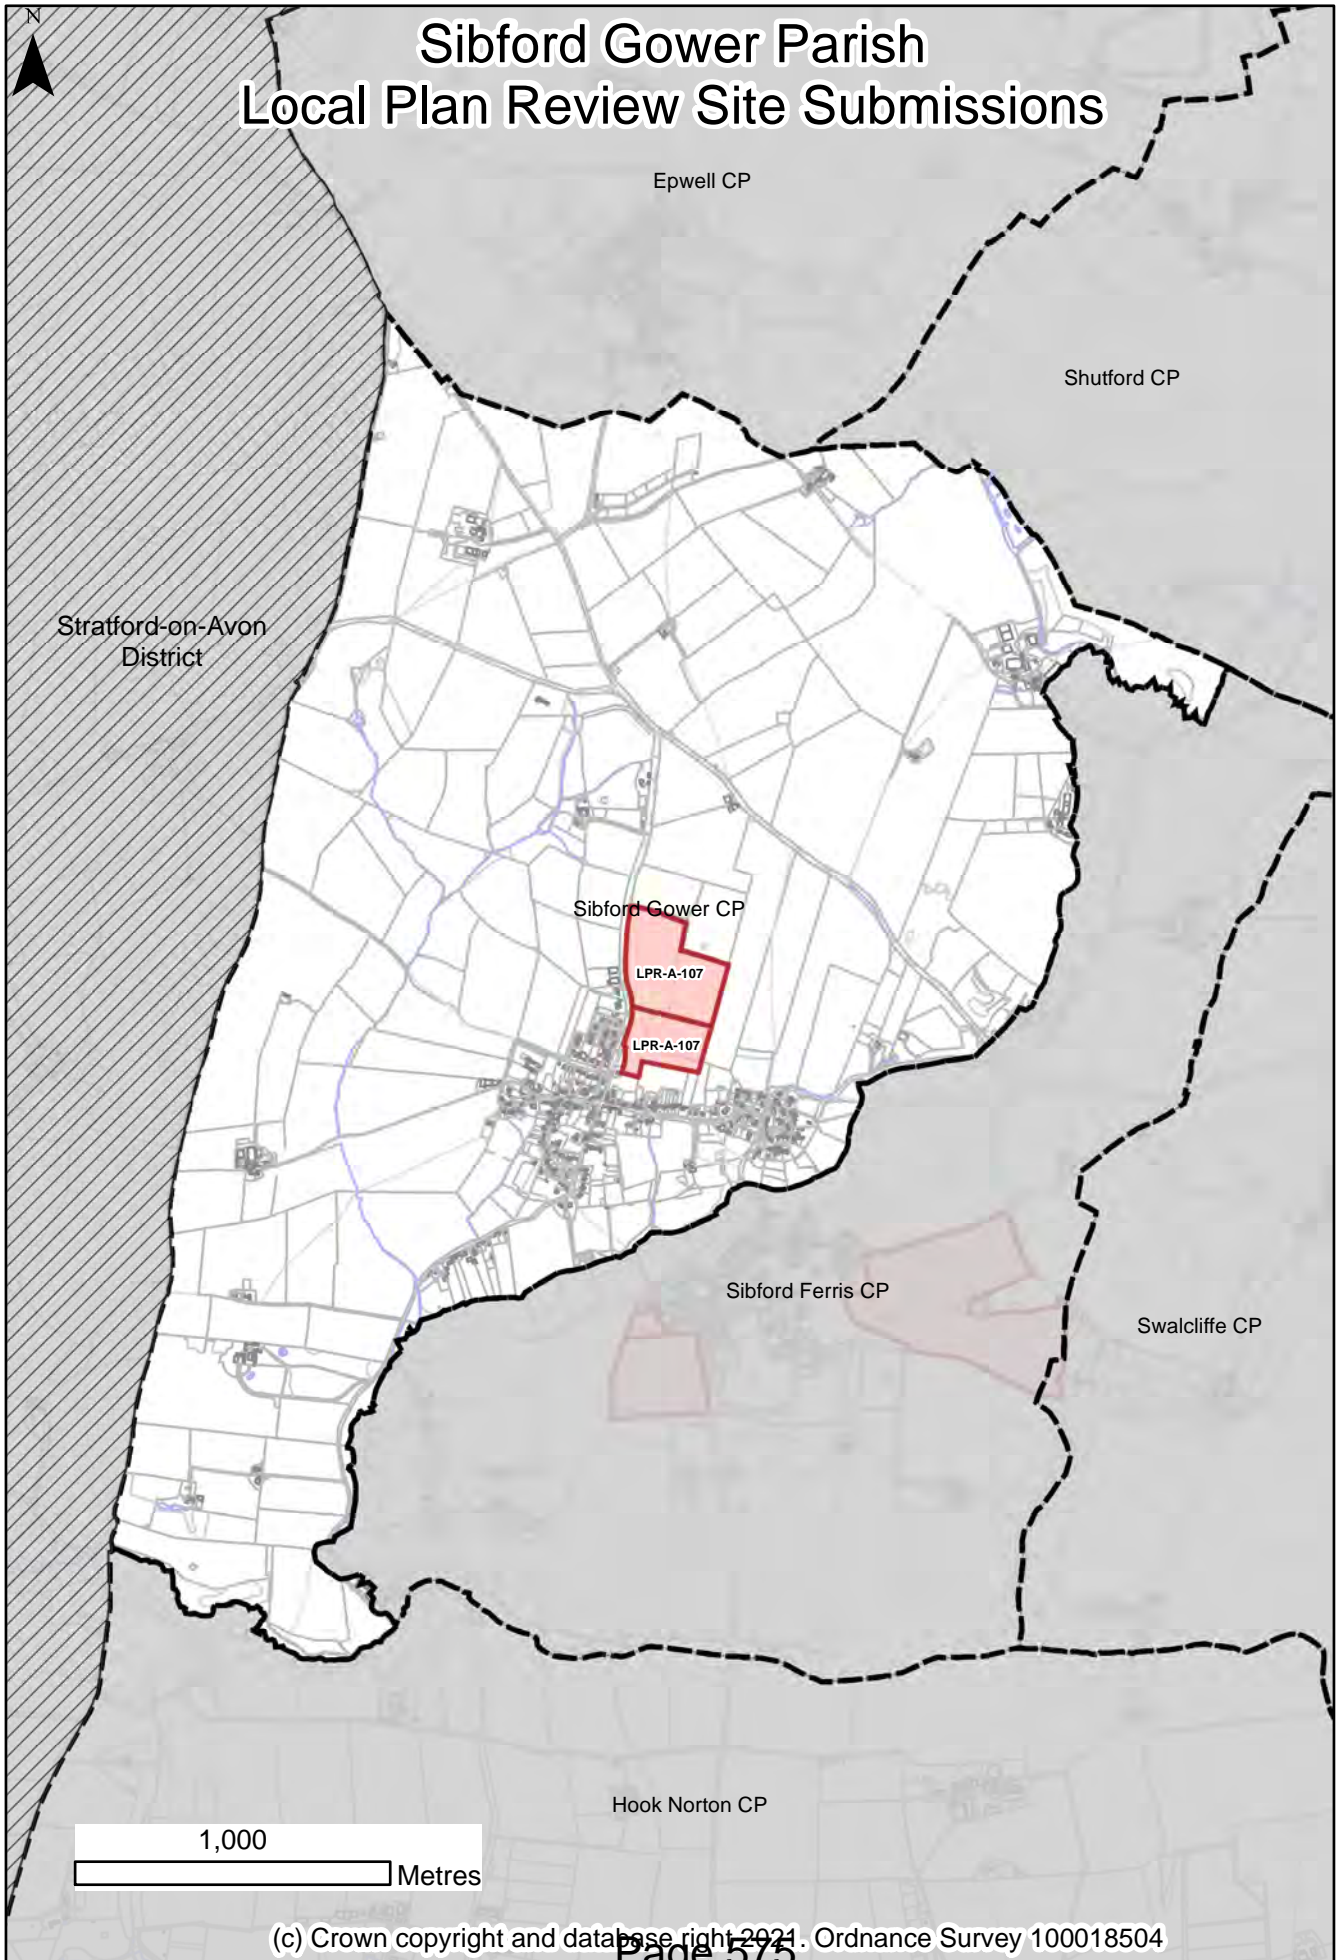 N
Sibford Gower Parish
Local Plan Review Site Submissions
Epwell CP
Shutford CP
Stratford-on-Avon
District
Sibford Gower CP
LPR-A-107
LPR-A-107
Sibford Ferris CP
Swalcliffe CP
Hook Norton CP
1,000
Metres
(c) Crown copyright and database right 2021. Ordnance Survey 100018504
Page 575